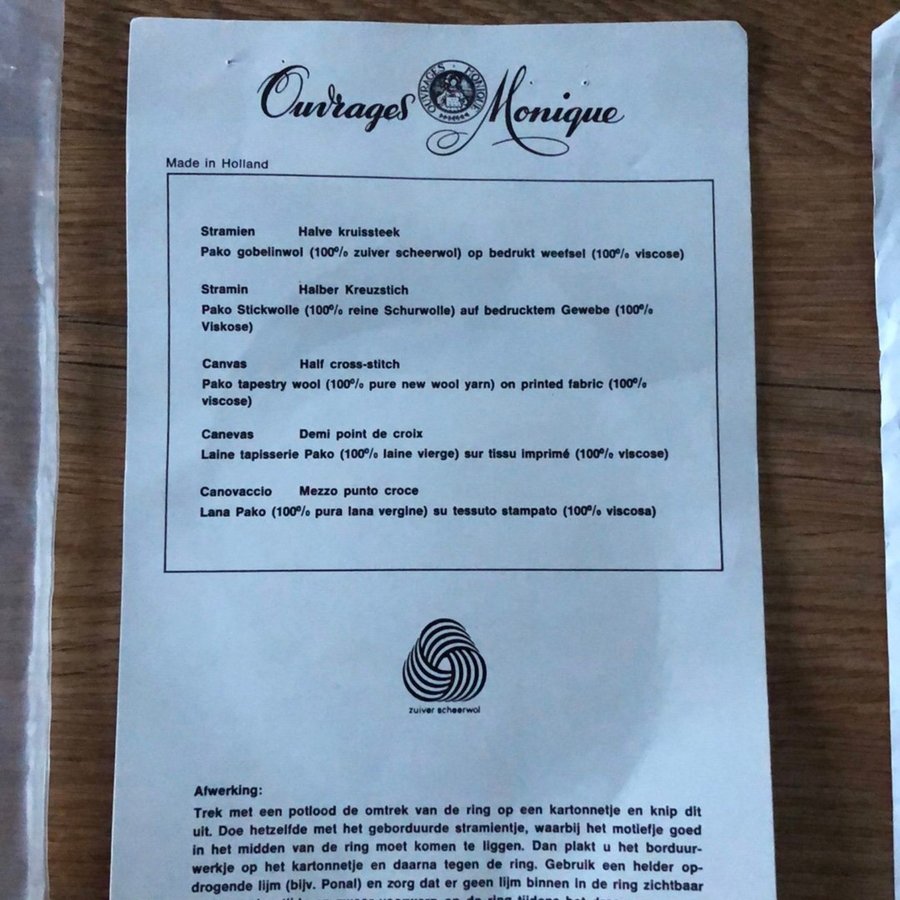 Ouvrages Monique
OUVRAGES · MONIQUE
Made in Holland
Stramien Halve kruissteek
Pako gobelinwol (100% zuiver scheerwol) op bedrukt weefsel (100% viscose)
Stramin Halber Kreuzstich
Pako Stickwolle (100% reine Schurwolle) auf bedrucktem Gewebe (100%
Viskose)
Canvas Half cross-stitch
Pako tapestry wool (100% pure new wool yarn) on printed fabric (100%
viscose)
Canevas Demi point de croix
Laine tapisserie Pako (100% laine vierge) sur tissu imprimé (100% viscose)
Canovaccio Mezzo punto croce
Lana Pako (100% pura lana vergine) su tessuto stampato (100% viscosa)
zuiver scheerwol
Afwerking:
Trek met een potlood de omtrek van de ring op een kartonnetje en knip dit
uit. Doe hetzelfde met het geborduurde stramientje, waarbij het motiefje goed
in het midden van de ring moet komen te liggen. Dan plakt u het borduur-
werkje op het kartonnetje en daarna tegen de ring. Gebruik een helder op-
drogende lijm (bijv. Ponal) en zorg dat er geen lijm binnen in de ring zichtbaar